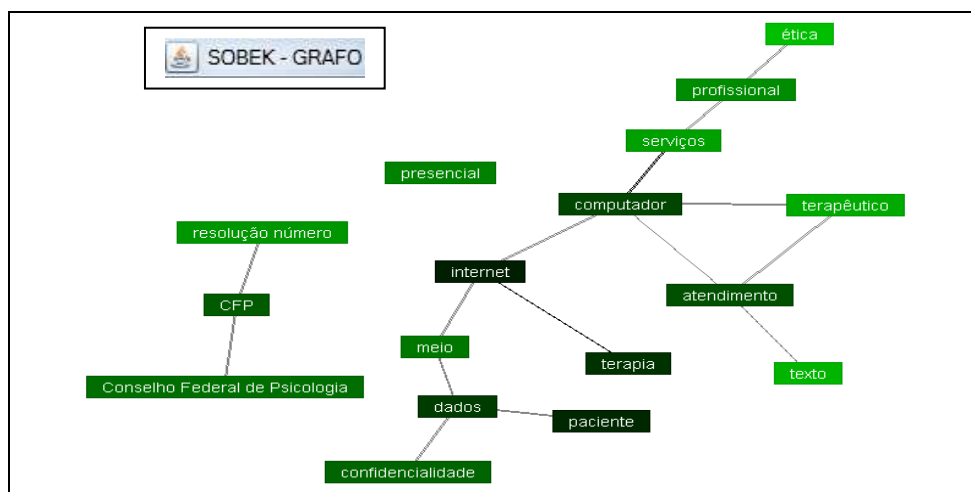 SOBEK - GRAFO
ética
profissional
serviços
presencial
computador
terapêutico
resolução número
internet
atendimento
CFP
meio
terapia
texto
Conselho Federal de Psicologia
dados
paciente
confidencialidade